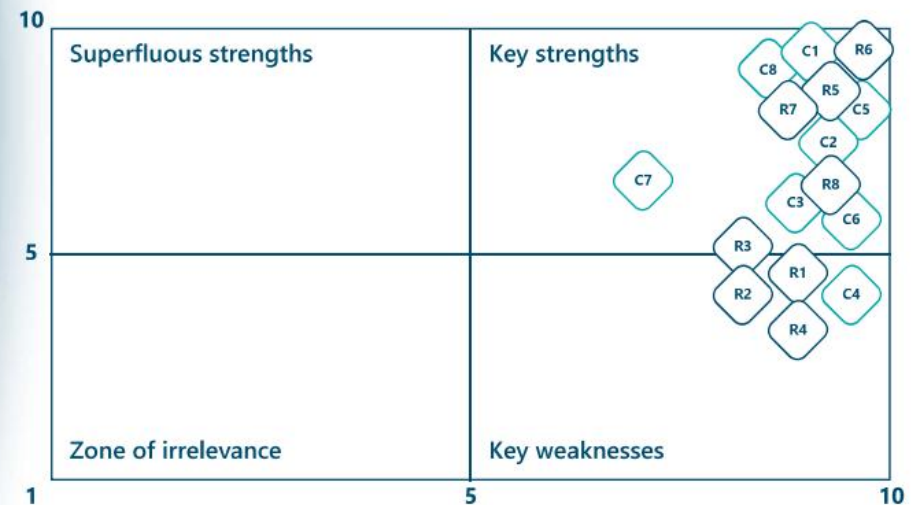 10
Superfluous strengths
Key strengths
C1
R6
C8
R5
R7
C5
C2
C7
R8
C3
C6
R3
5
R1
R2
C4
R4
Zone of irrelevance
Key weaknesses
1
5
10